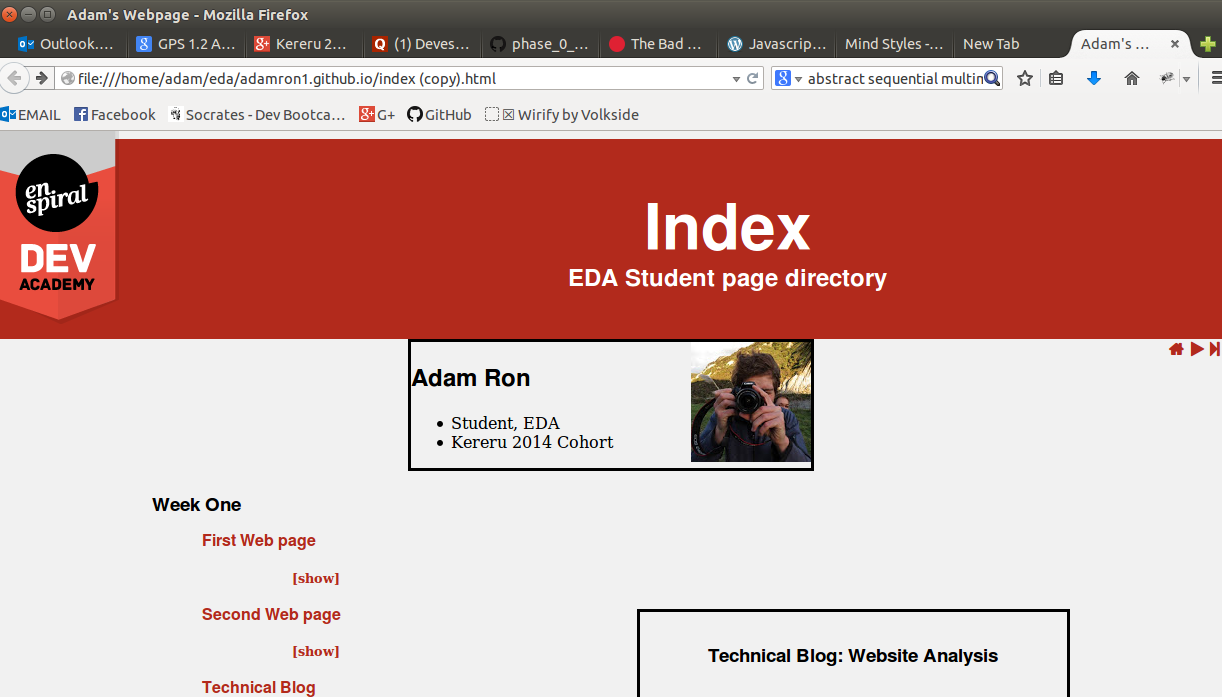 Adam's Webpage - Mozilla Firefox
Outlook.... GPS 1.2 A... Kereru 2... (1) Deves... phase_0_... The Bad ... Javascrip... Mind Styles -... New Tab Adam's ...
file:///home/adam/eda/adamron1.github.io/index (copy).html abstract sequential multin
EMAIL Facebook Socrates - Dev Bootca... G+ GitHub Wirify by Volkside
en
spiral
DEV
ACADEMY
Index
EDA Student page directory
Adam Ron
Student, EDA
Kereru 2014 Cohort
Week One
First Web page
[show]
Second Web page
[show]
Technical Blog
Technical Blog: Website Analysis